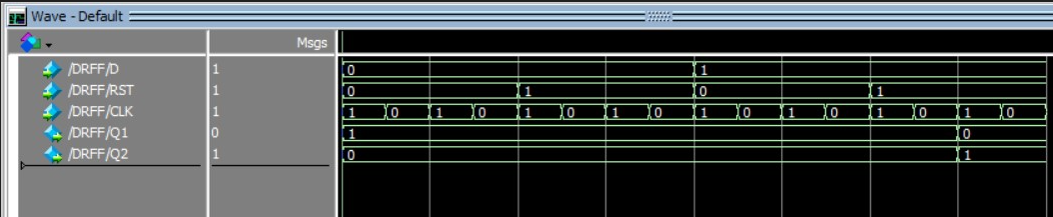 Wave - Default
Msgs
/DRFF/D 1 0 1
/DRFF/RST 1 0 1 0 1
/DRFF/CLK 1 1 0 1 0 1 0 1 0 1 0 1 0 1 0 1 0
/DRFF/Q1 0 1 0
/DRFF/Q2 1 0 1